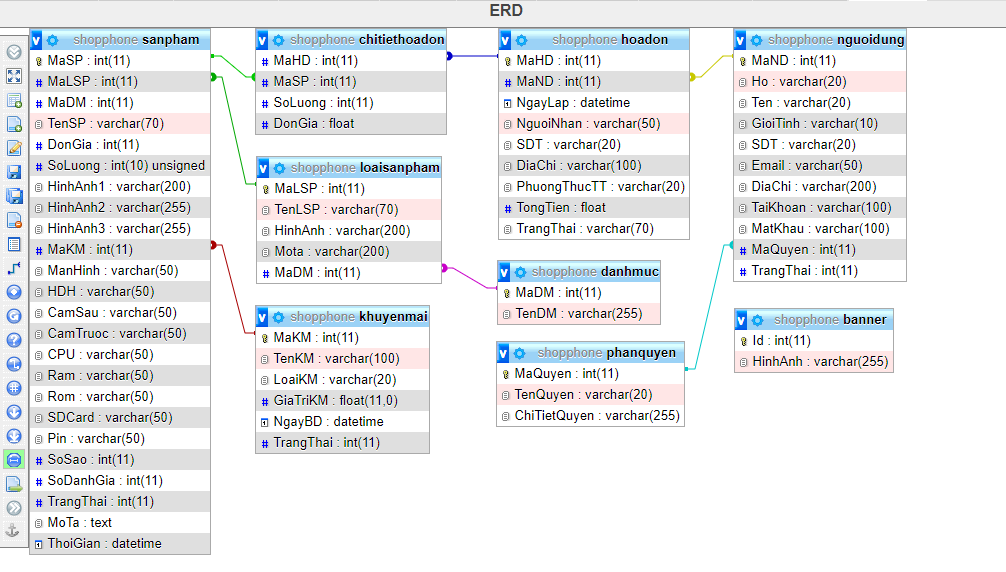 ERD
shopphone sanpham
MaSP : int(11)
MaLSP : int(11)
MaDM : int(11)
TenSP : varchar(70)
DonGia : int(11)
SoLuong : int(10) unsigned
HinhAnh1 : varchar(200)
HinhAnh2 : varchar(255)
HinhAnh3 : varchar(255)
MaKM : int(11)
ManHinh : varchar(50)
HDH : varchar(50)
CamSau : varchar(50)
CamTruoc : varchar(50)
CPU : varchar(50)
Ram : varchar(50)
Rom : varchar(50)
SDCard : varchar(50)
Pin : varchar(50)
SoSao : int(11)
SoDanhGia : int(11)
TrangThai : int(11)
MoTa : text
ThoiGian : datetime
shopphone chitiethoadon
MaHD : int(11)
MaSP : int(11)
SoLuong : int(11)
DonGia : float
shopphone loaisanpham
MaLSP : int(11)
TenLSP : varchar(70)
HinhAnh : varchar(200)
Mota : varchar(200)
MaDM : int(11)
shopphone khuyenmai
MaKM : int(11)
TenKM : varchar(100)
LoaiKM : varchar(20)
GiaTriKM : float(11,0)
NgayBD : datetime
TrangThai : int(11)
shopphone hoadon
MaHD : int(11)
MaND : int(11)
NgayLap : datetime
NguoiNhan : varchar(50)
SDT : varchar(20)
DiaChi : varchar(100)
PhuongThucTT : varchar(20)
TongTien : float
TrangThai : varchar(70)
shopphone danhmuc
MaDM : int(11)
TenDM : varchar(255)
shopphone phanquyen
MaQuyen : int(11)
TenQuyen : varchar(20)
ChiTietQuyen : varchar(255)
shopphone nguoidung
MaND : int(11)
Ho : varchar(20)
Ten : varchar(20)
GioiTinh : varchar(10)
SDT : varchar(20)
Email : varchar(50)
DiaChi : varchar(200)
TaiKhoan : varchar(100)
MatKhau : varchar(100)
MaQuyen : int(11)
TrangThai : int(11)
shopphone banner
Id : int(11)
HinhAnh : varchar(255)